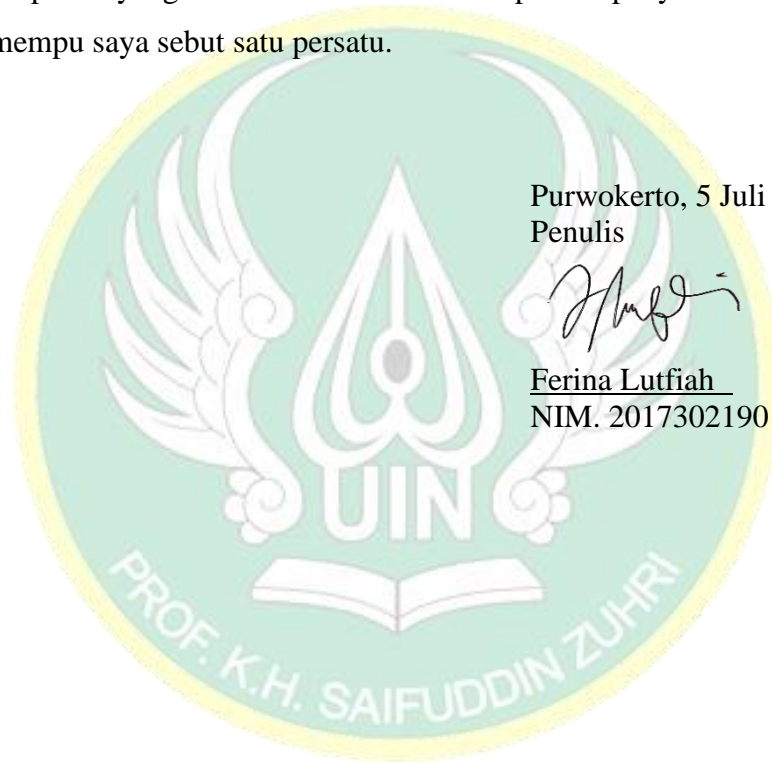 mempu saya sebut satu persatu.
Purwokerto, 5 Juli
Penulis
Ferina Lutfiah
NIM. 2017302190
UIN
PROF. K.H. SAIFUDDIN ZUHRI